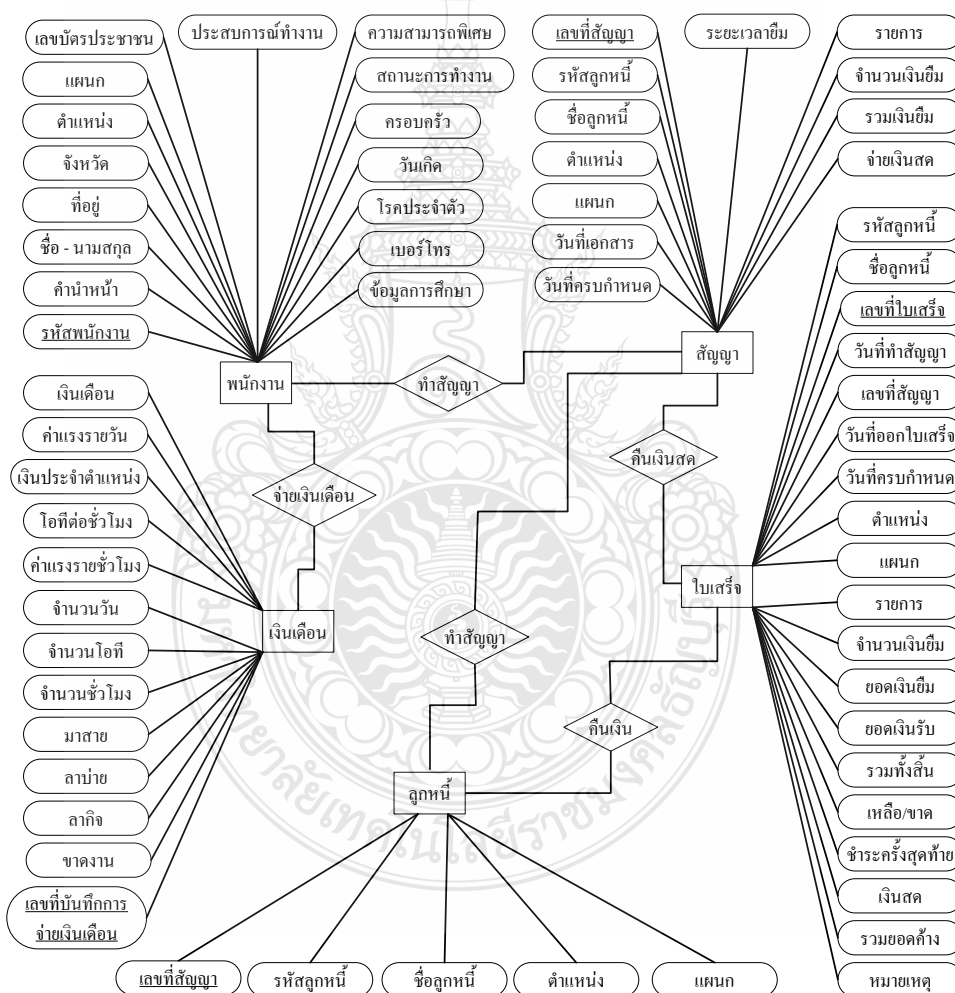 เลขบัตรประชาชน
ประสบการณ์ทำงาน
ความสามารถพิเศษ
แผนก
สถานะการทำงาน
ตำแหน่ง
ครอบครัว
จังหวัด
วันเกิด
ที่อยู่
โรคประจำตัว
ชื่อ - นามสกุล
เบอร์โทร
คำนำหน้า
ข้อมูลการศึกษา
รหัสพนักงาน
พนักงาน
ทำสัญญา
เลขที่สัญญา
ระยะเวลายืม
รายการ
รหัสลูกหนี้
จำนวนเงินยืม
ชื่อลูกหนี้
รวมเงินยืม
ตำแหน่ง
จ่ายเงินสด
แผนก
วันที่เอกสาร
วันที่ครบกำหนด
สัญญา
คืนเงินสด
เงินเดือน
ค่าแรงรายวัน
เงินประจำตำแหน่ง
จ่ายเงินเดือน
โอทีต่อชั่วโมง
ค่าแรงรายชั่วโมง
จำนวนวัน
เงินเดือน
จำนวนโอที
จำนวนชั่วโมง
มาสาย
ลาบ่าย
ลากิจ
ขาดงาน
เลขที่บันทึกการ
จ่ายเงินเดือน
รหัสลูกหนี้
ชื่อลูกหนี้
เลขที่ใบเสร็จ
วันที่ทำสัญญา
เลขที่สัญญา
วันที่ออกใบเสร็จ
วันที่ครบกำหนด
ตำแหน่ง
แผนก
ใบเสร็จ
รายการ
จำนวนเงินยืม
ยอดเงินยืม
ยอดเงินรับ
รวมทั้งสิ้น
เหลือ/ขาด
ชำระครั้งสุดท้าย
เงินสด
รวมยอดค้าง
หมายเหตุ
ทำสัญญา
คืนเงิน
ลูกหนี้
เลขที่สัญญา
รหัสลูกหนี้
ชื่อลูกหนี้
ตำแหน่ง
แผนก